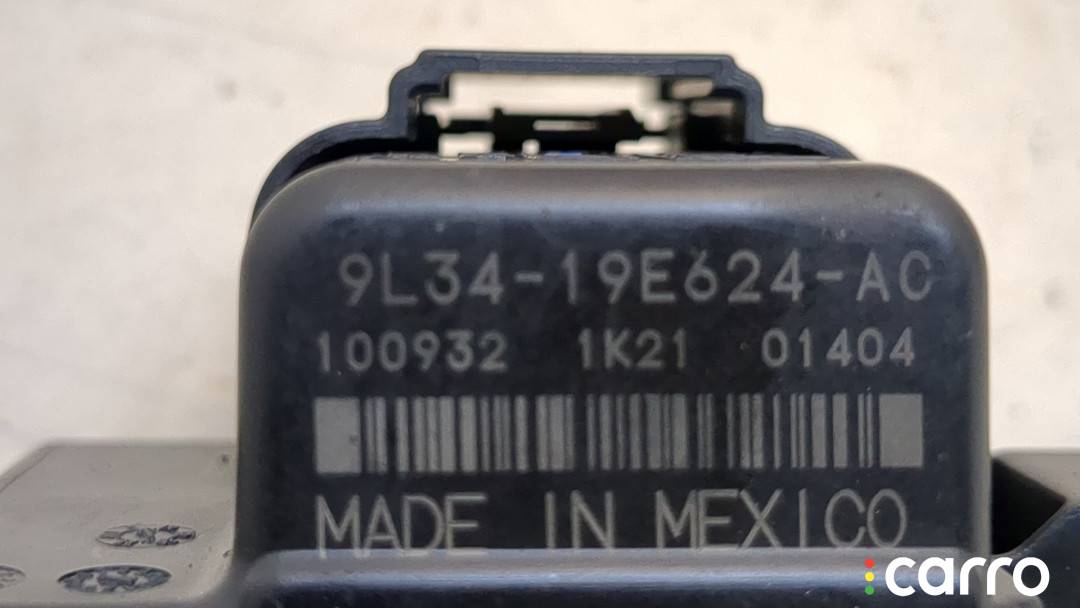 9L34-19E624-AC
100932 1K21 01404
MADE IN MEXICO
carro